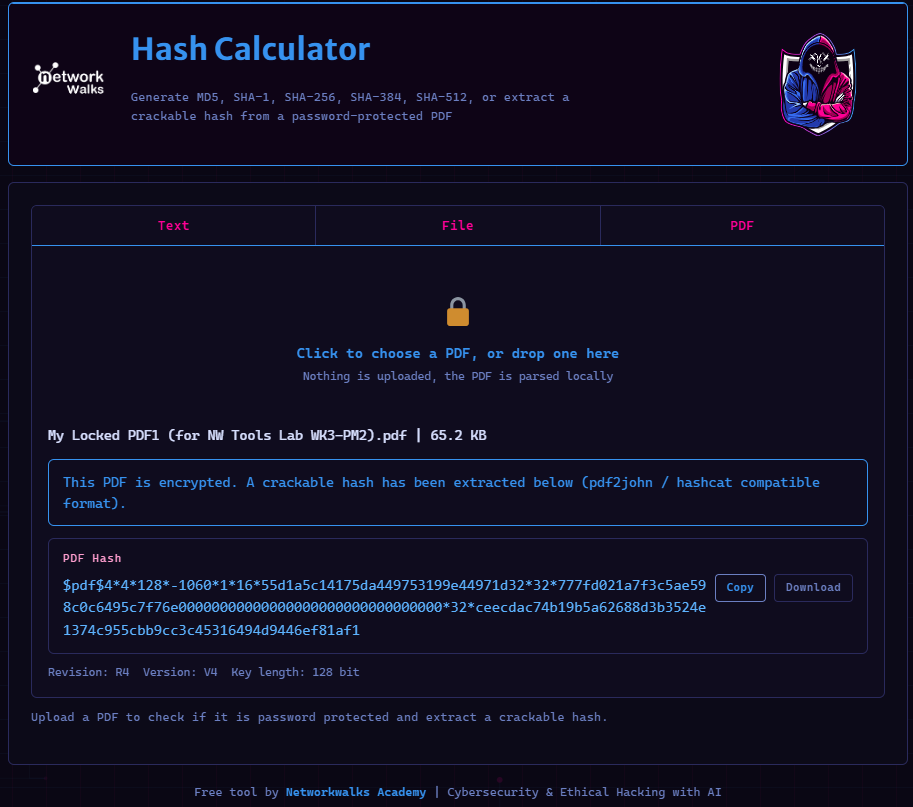 network
Walks
Hash Calculator
Generate MD5, SHA-1, SHA-256, SHA-384, SHA-512, or extract a
crackable hash from a password-protected PDF
Text
File
PDF
Click to choose a PDF, or drop one here
Nothing is uploaded, the PDF is parsed locally
My Locked PDF1 (for NW Tools Lab WK3-PM2).pdf | 65.2 KB
This PDF is encrypted. A crackable hash has been extracted below (pdf2john / hashcat compatible
format).
PDF Hash
$pdf$4*4*128*-1060*1*16*55d1a5c14175da449753199e44971d32*32*777fd021a7f3c5ae59
8c0c6495c7f76e00000000000000000000000000000000*32*ceecdac74b19b5a62688d3b3524e
1374c955cbb9cc3c45316494d9446ef81af1
Copy
Download
Revision: R4 Version: V4 Key length: 128 bit
Upload a PDF to check if it is password protected and extract a crackable hash.
Free tool by Networkwalks Academy | Cybersecurity & Ethical Hacking with AI